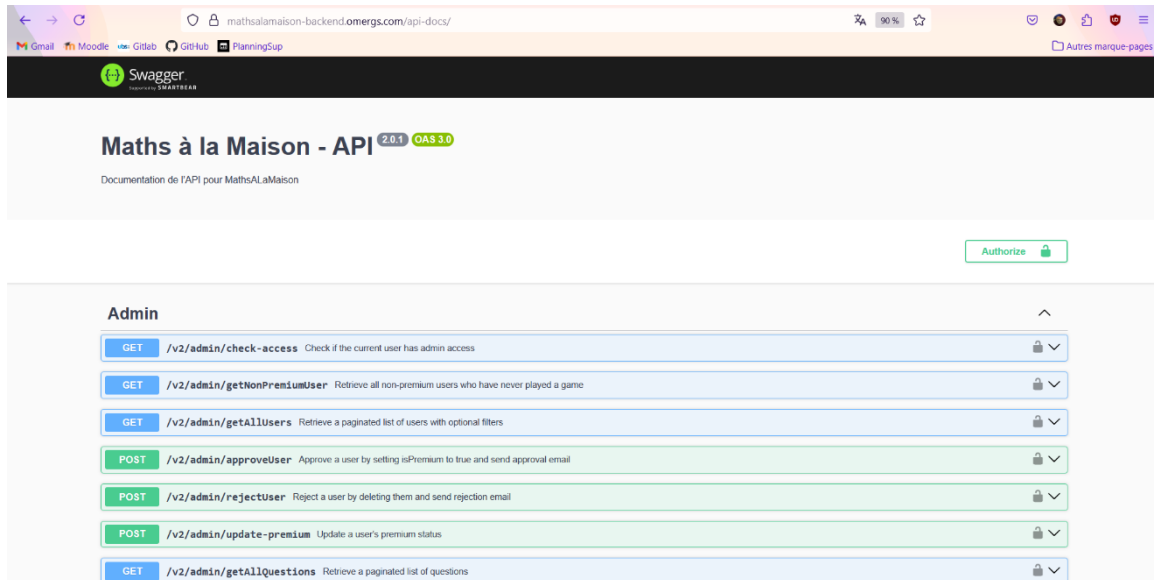 mathsalamaison-backend.omergs.com/api-docs/ 90 %
Gmail Moodle Gitlab GitHub PlanningSup Autres marque-pages
Swagger.
Supported by SMARTBEAR
Maths à la Maison - API 2.0.1 OAS 3.0
Documentation de l'API pour MathsALaMaison
Authorize
Admin
GET /v2/admin/check-access Check if the current user has admin access
GET /v2/admin/getNonPremiumUser Retrieve all non-premium users who have never played a game
GET /v2/admin/getAllUsers Retrieve a paginated list of users with optional filters
POST /v2/admin/approveUser Approve a user by setting isPremium to true and send approval email
POST /v2/admin/rejectUser Reject a user by deleting them and send rejection email
POST /v2/admin/update-premium Update a user's premium status
GET /v2/admin/getAllQuestions Retrieve a paginated list of questions